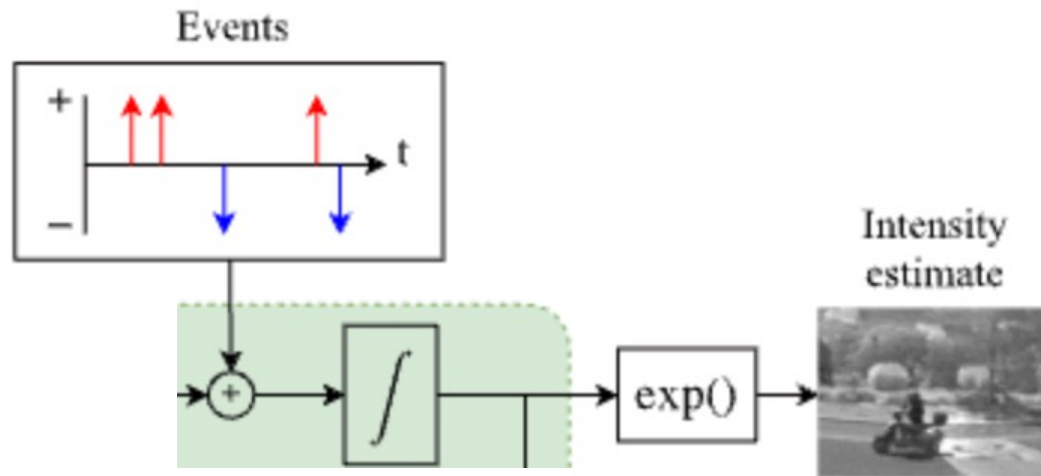 Events
+
t
−
Intensity
estimate
+
∫
exp()